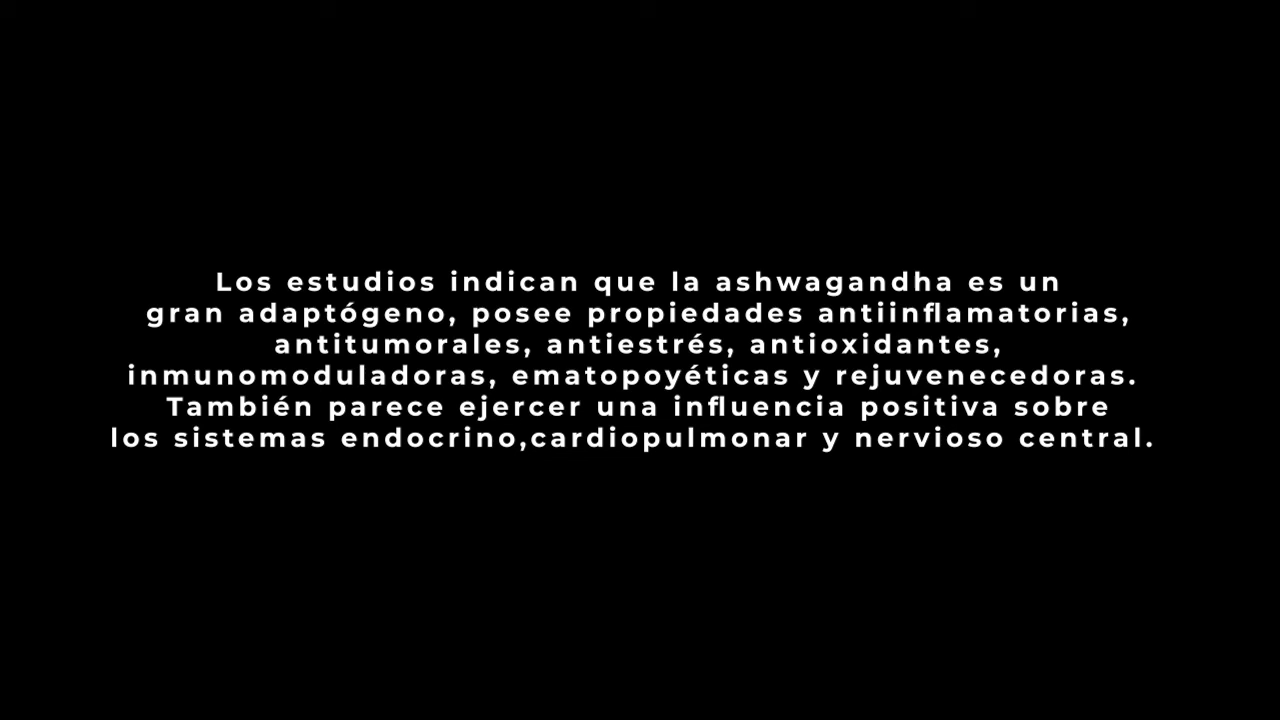 Los estudios indican que la ashwagandha es un
gran adaptógeno, posee propiedades antiinflamatorias,
antitumorales, antiestrés, antioxidantes,
inmunomoduladoras, ematopoyéticas y rejuvenecedoras.
También parece ejercer una influencia positiva sobre
los sistemas endocrino,cardiopulmonar y nervioso central.